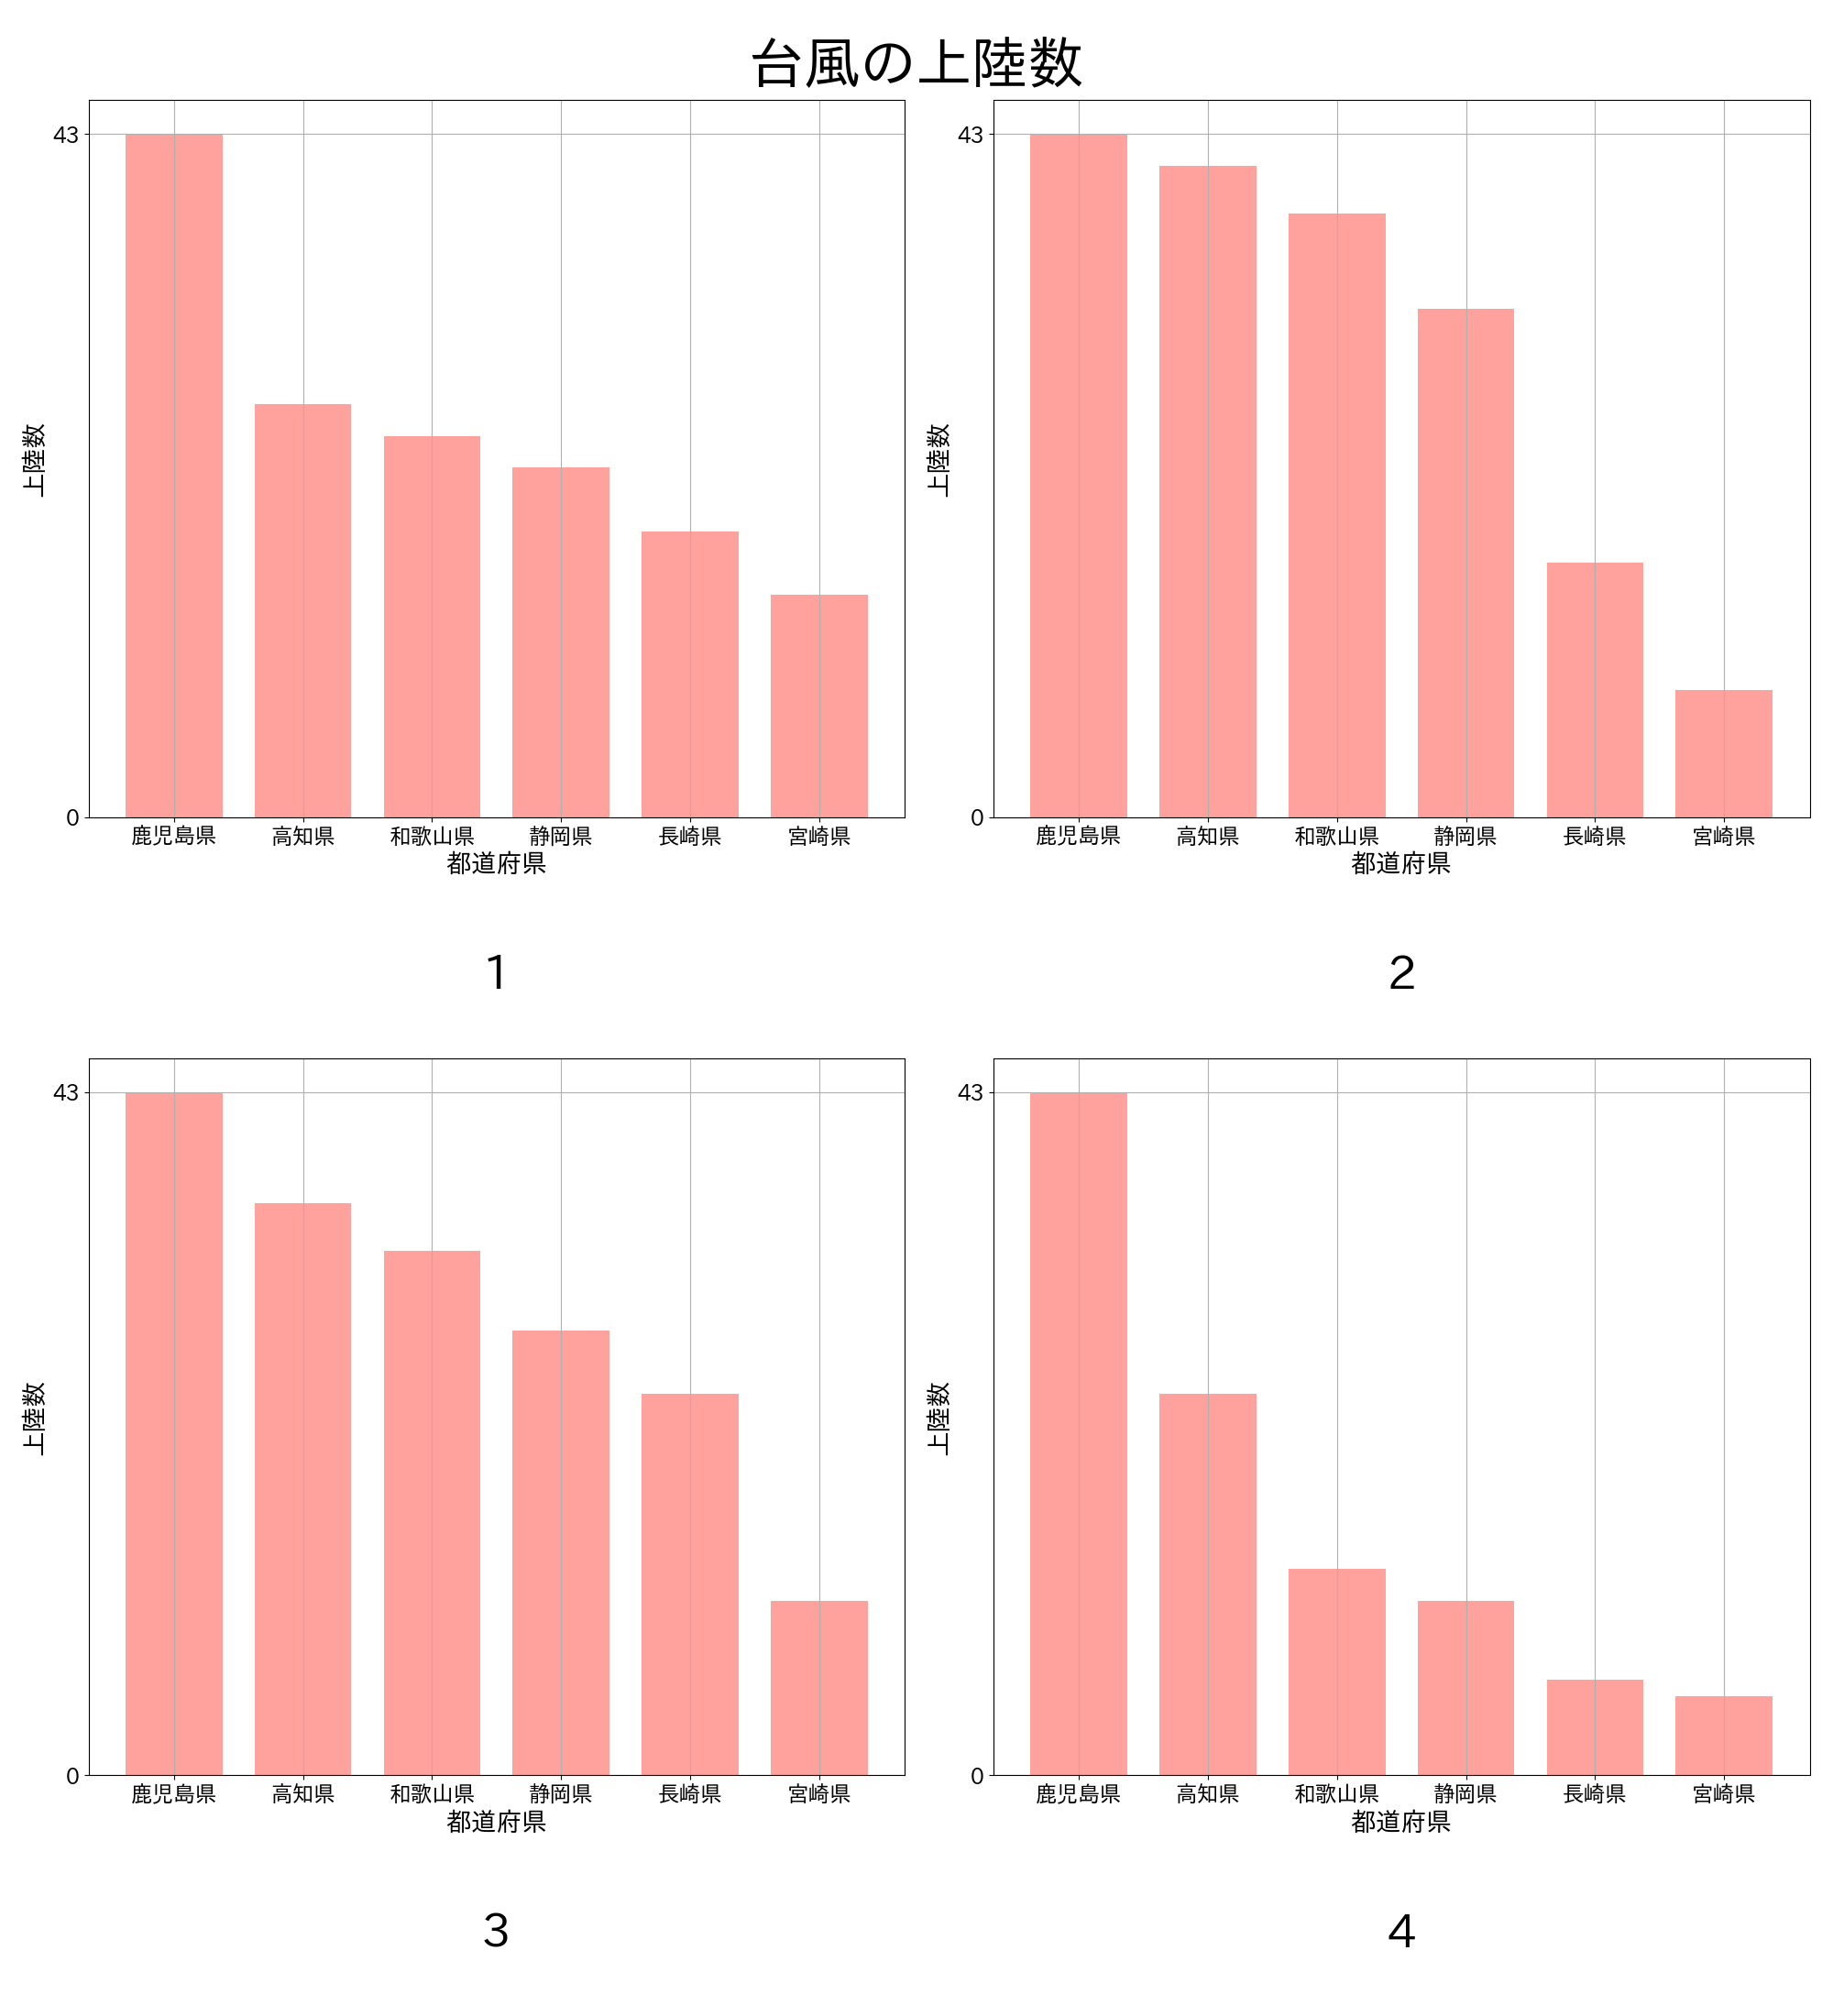 台風の上陸数
43
上陸数
0
鹿児島県 高知県 和歌山県 静岡県 長崎県 宮崎県
都道府県
1
43
上陸数
0
鹿児島県 高知県 和歌山県 静岡県 長崎県 宮崎県
都道府県
2
43
上陸数
0
鹿児島県 高知県 和歌山県 静岡県 長崎県 宮崎県
都道府県
3
43
上陸数
0
鹿児島県 高知県 和歌山県 静岡県 長崎県 宮崎県
都道府県
4